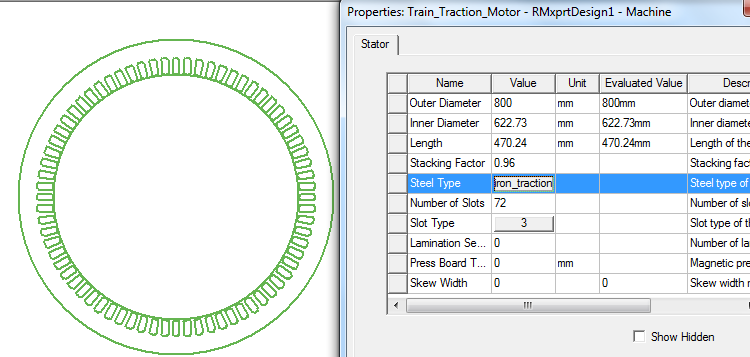 Properties: Train_Traction_Motor - RMxprtDesign1 - Machine
Stator
Name Value Unit Evaluated Value Descr
Outer Diameter 800 mm 800mm Outer diamete
Inner Diameter 622.73 mm 622.73mm Inner diamete
Length 470.24 mm 470.24mm Length of the
Stacking Factor 0.96 Stacking fact
Steel Type iron_traction Steel type of
Number of Slots 72 Number of slo
Slot Type 3 Slot type of th
Lamination Se... 0 Number of lar
Press Board T... 0 mm Magnetic pre
Skew Width 0 0 Skew width r
Show Hidden